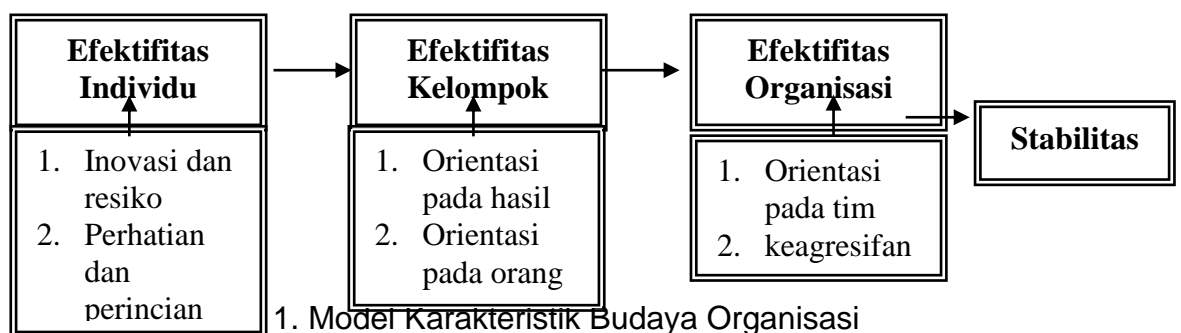 Efektifitas
Individu
1. Inovasi dan
resiko
2. Perhatian
dan
perincian
Efektifitas
Kelompok
1. Orientasi
pada hasil
2. Orientasi
pada orang
Efektifitas
Organisasi
1. Orientasi
pada tim
2. keagresifan
Stabilitas
1. Model Karakteristik Budaya Organisasi